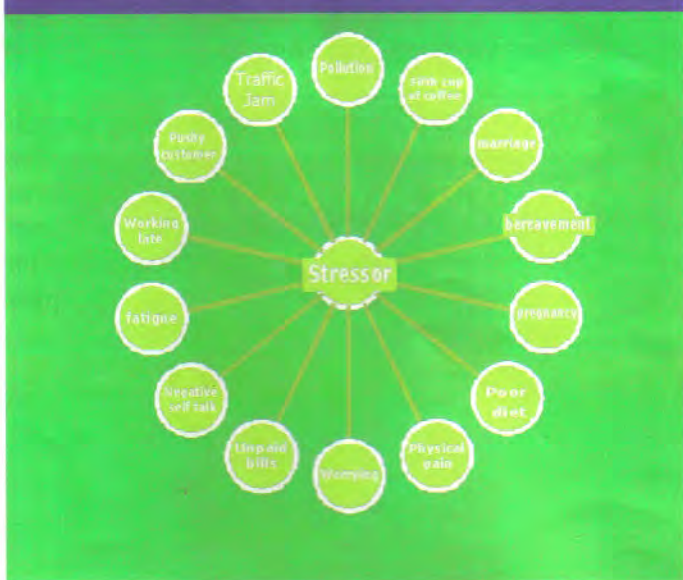 Pollution
Sixth cup
of coffee
marriage
bereavement
pregnancy
Poor
diet
Physical
pain
Worrying
Unpaid
bills
Negative
self talk
fatigue
Working
late
Pushy
customer
Traffic
Jam
Stressor